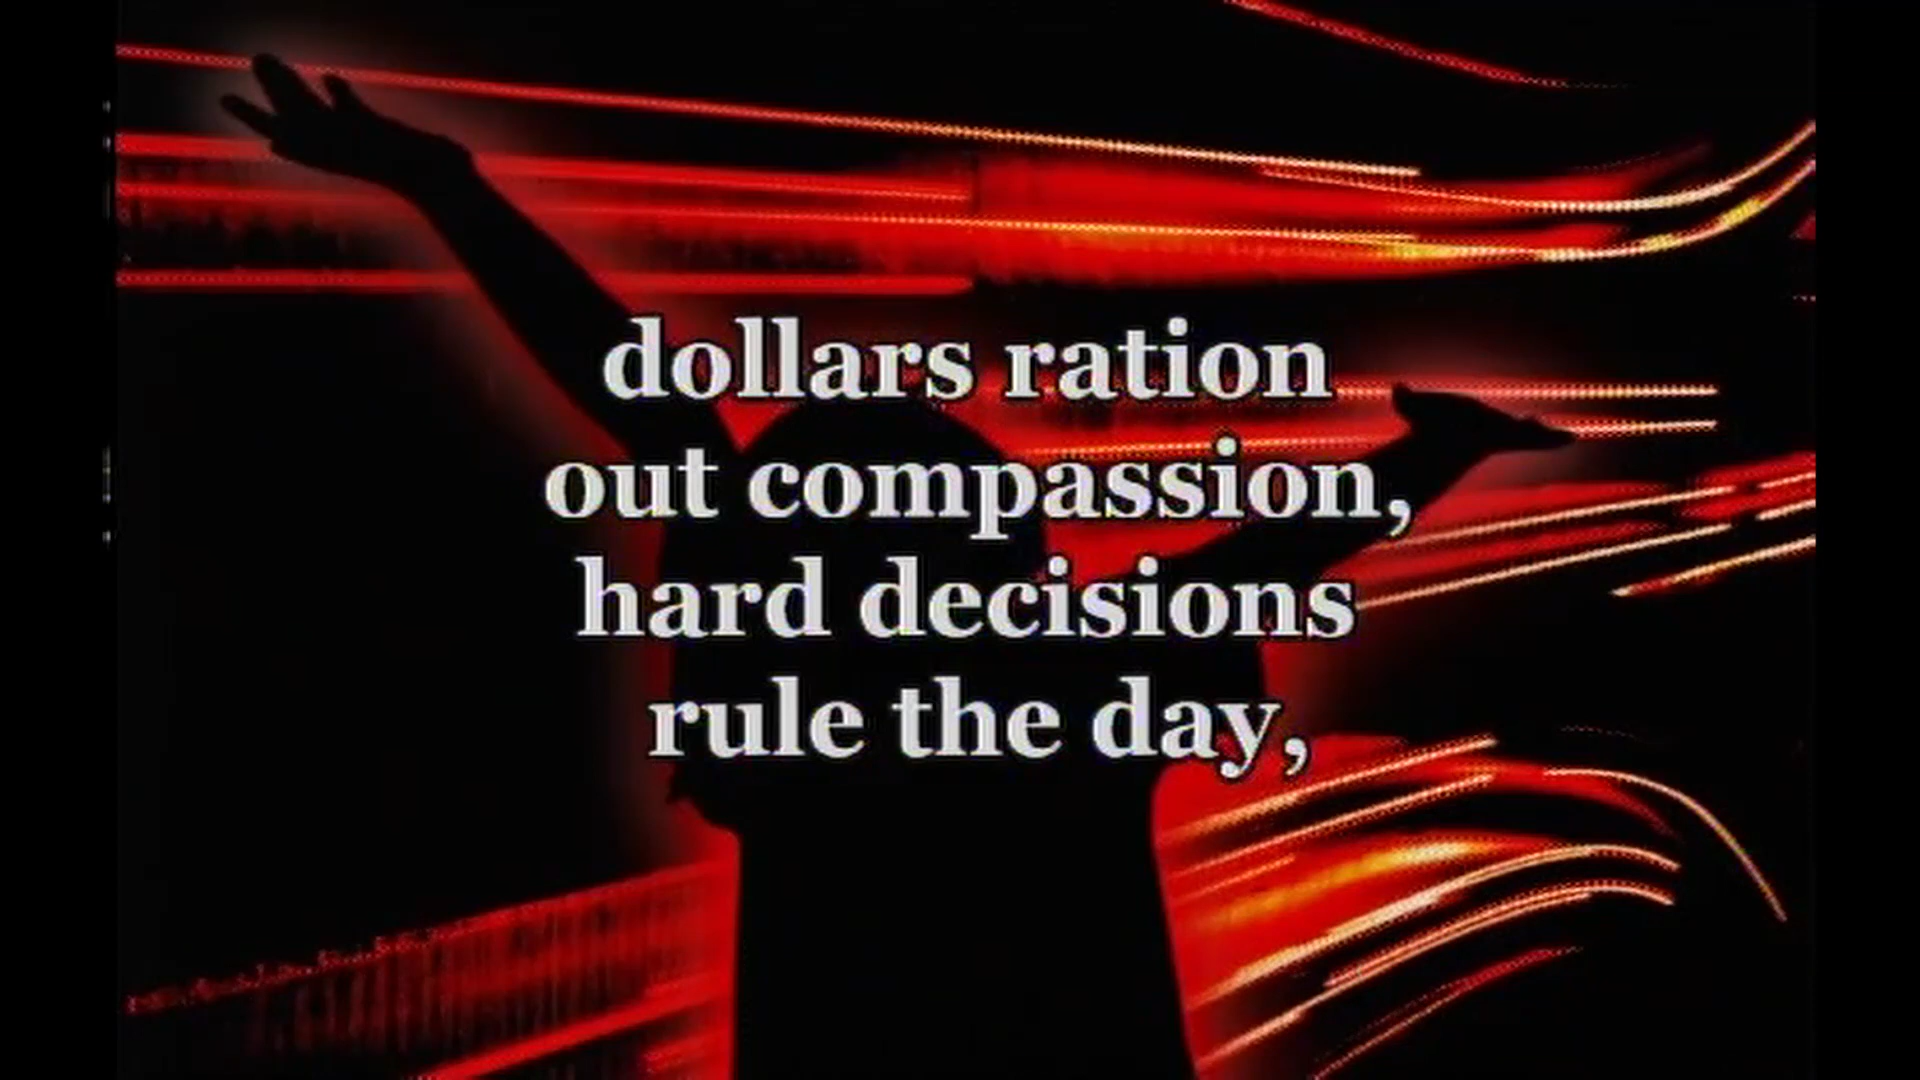 dollars ration
out compassion,
hard decisions
rule the day,